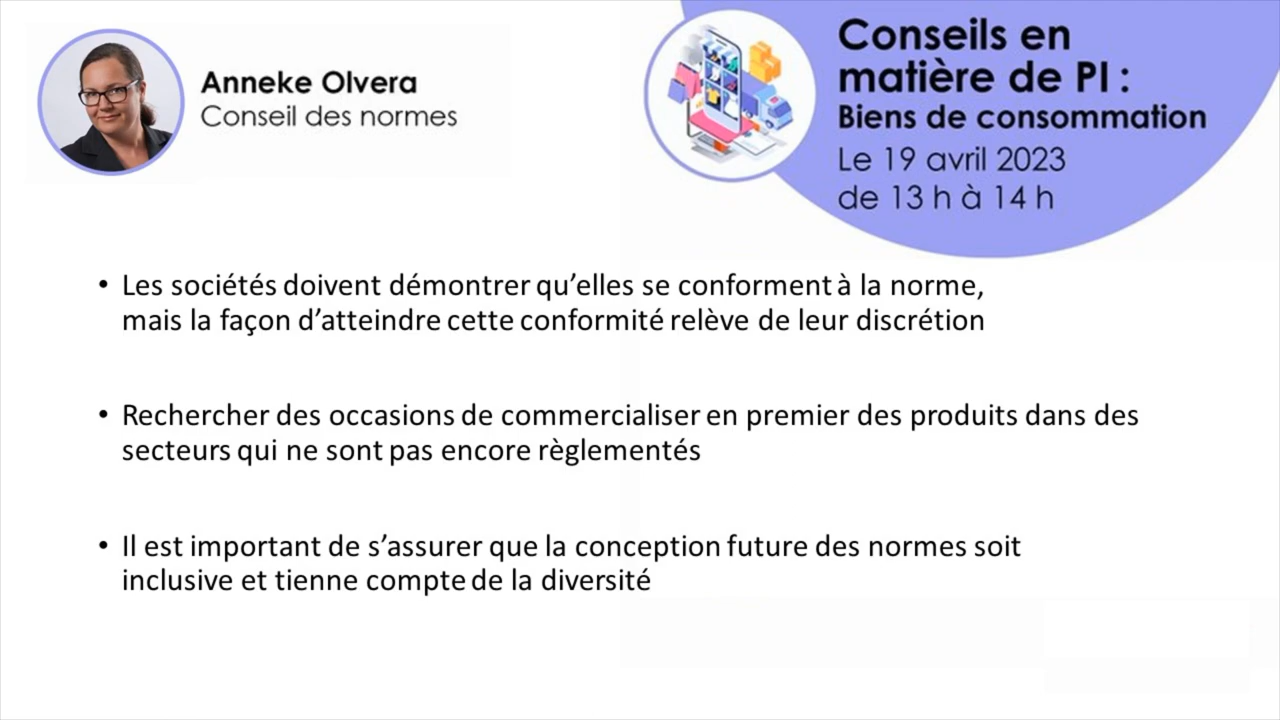 Anneke Olvera
Conseil des normes
Conseils en
matière de PI :
Biens de consommation
Le 19 avril 2023
de 13 h à 14 h
• Les sociétés doivent démontrer qu’elles se conforment à la norme,
mais la façon d’atteindre cette conformité relève de leur discrétion
• Rechercher des occasions de commercialiser en premier des produits dans des
secteurs qui ne sont pas encore règlementés
• Il est important de s’assurer que la conception future des normes soit
inclusive et tienne compte de la diversité